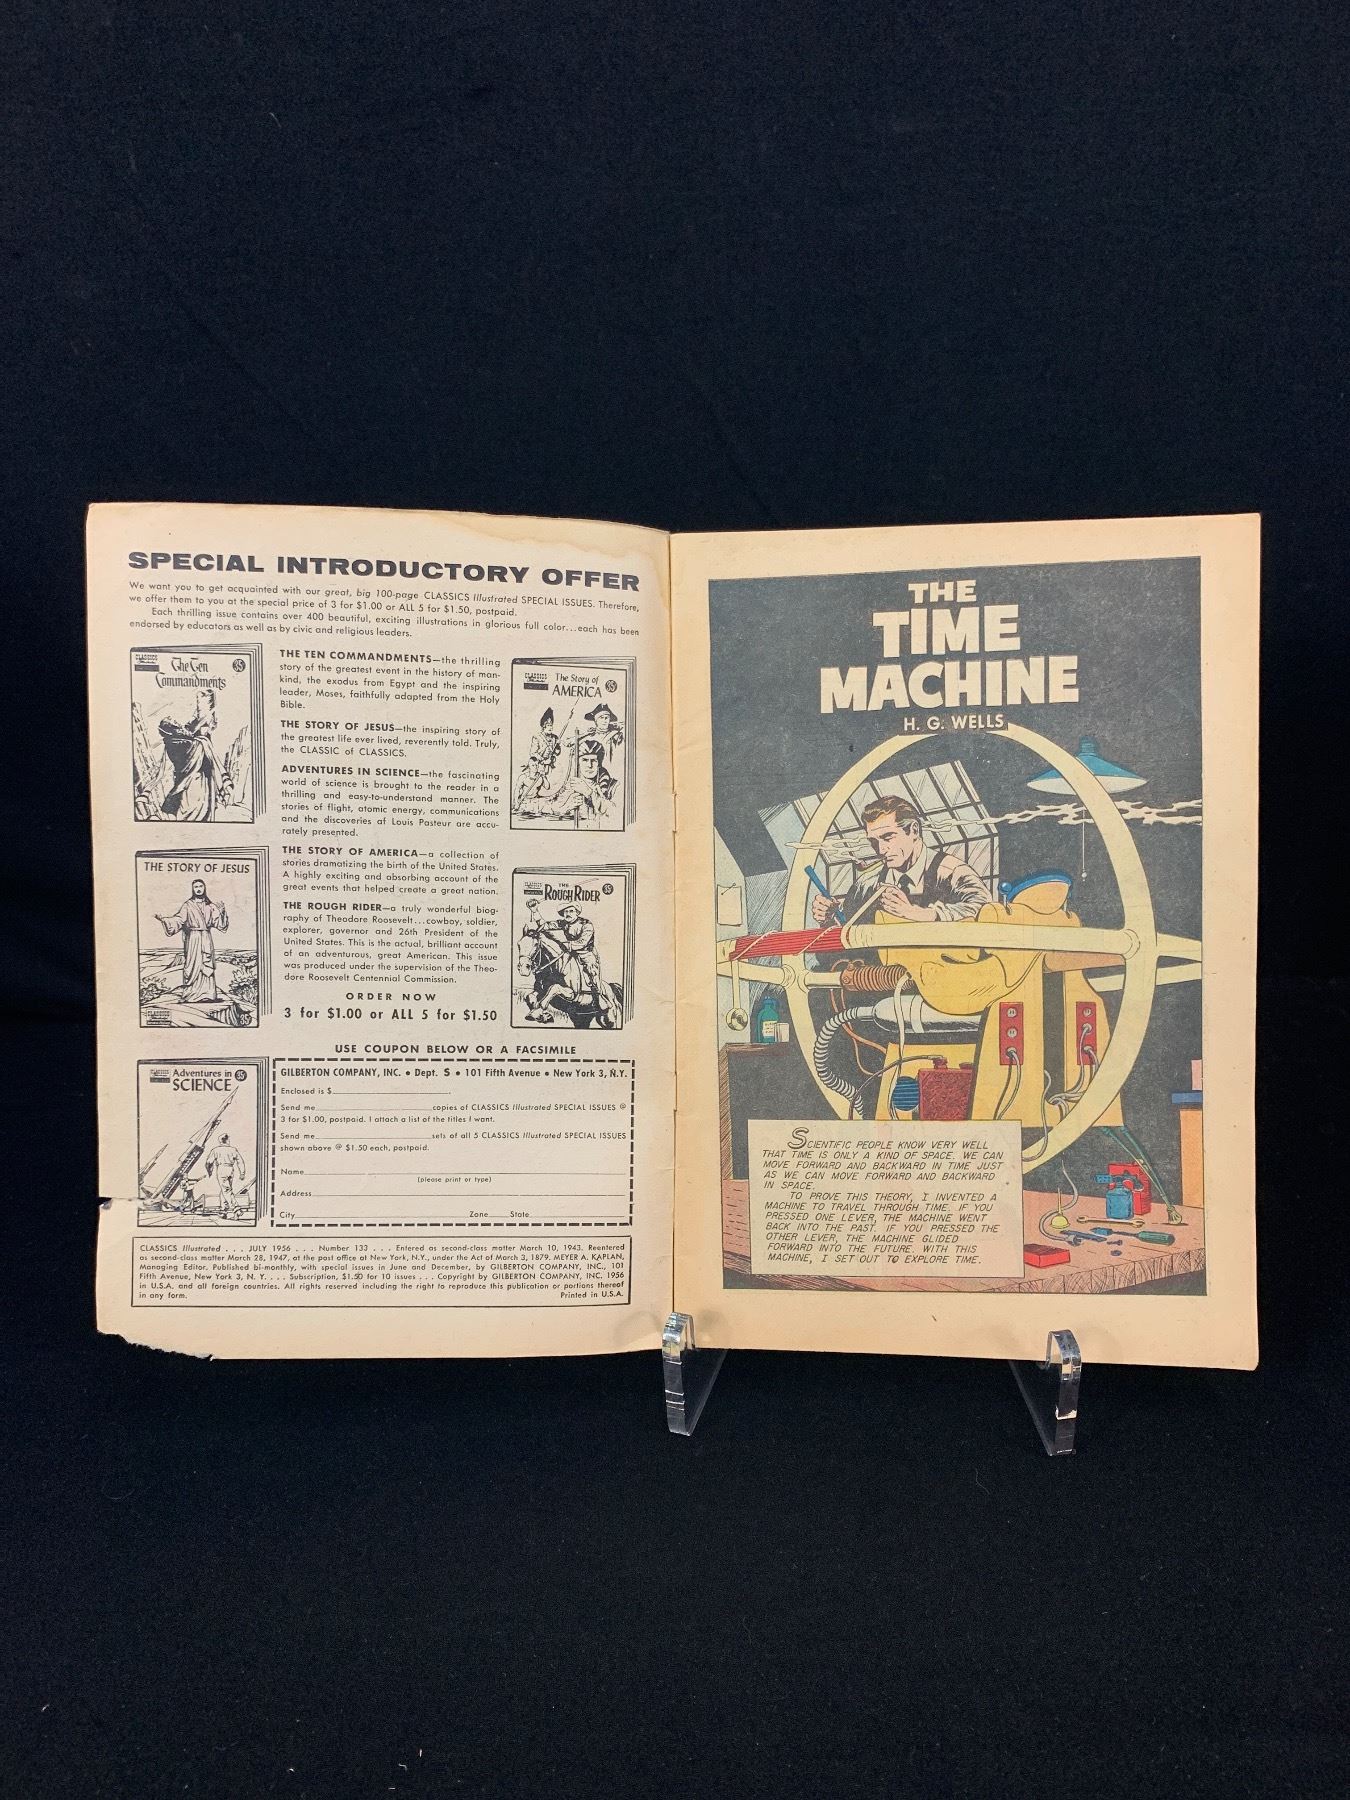 SPECIAL INTRODUCTORY OFFER
We want you to get acquainted with our great, big 100-page CLASSICS Illustrated SPECIAL ISSUES. Therefore,
we offer them to you at the special price of 3 for $1.00 or ALL 5 for $1.50, postpaid.
Each thrilling issue contains over 400 beautiful, exciting illustrations in glorious full color...each has been
endorsed by educators as well as by civic and religious leaders.
CLASSICS
35
The Ten
Commandments
THE TEN COMMANDMENTS—the thrilling
story of the greatest event in the history of man-
kind, the exodus from Egypt and the inspiring
leader, Moses, faithfully adapted from the Holy
Bible.
THE STORY OF JESUS—the inspiring story of
the greatest life ever lived, reverently told. Truly,
the CLASSIC of CLASSICS.
ADVENTURES IN SCIENCE—the fascinating
world of science is brought to the reader in a
thrilling and easy-to-understand manner. The
stories of flight, atomic energy, communications
and the discoveries of Louis Pasteur are accu-
rately presented.
THE STORY OF AMERICA—a collection of
stories dramatizing the birth of the United States.
A highly exciting and absorbing account of the
great events that helped create a great nation.
THE ROUGH RIDER—a truly wonderful biog-
raphy of Theodore Roosevelt...cowboy, soldier,
explorer, governor and 26th President of the
United States. This is the actual, brilliant account
of an adventurous, great American. This issue
was produced under the supervision of the Theo-
dore Roosevelt Centennial Commission.
ORDER NOW
3 for $1.00 or ALL 5 for $1.50
CLASSICS
The Story of
AMERICA
35
THE STORY OF JESUS
CLASSICS
35
CLASSICS
THE
ROUGH RIDER
35
Adventures in
SCIENCE
35
USE COUPON BELOW OR A FACSIMILE
GILBERTON COMPANY, INC. • Dept. S • 101 Fifth Avenue • New York 3, N.Y.
Enclosed is $
Send me copies of CLASSICS Illustrated SPECIAL ISSUES @
3 for $1.00, postpaid. I attach a list of the titles I want.
Send me sets of all 5 CLASSICS Illustrated SPECIAL ISSUES
shown above @ $1.50 each, postpaid.
Name
(please print or type)
Address
City Zone State
CLASSICS Illustrated . . . JULY 1956 . . . Number 133 . . . Entered as second-class matter March 10, 1943. Reentered
as second-class matter March 28, 1947, at the post office at New York, N.Y., under the Act of March 3, 1879. MEYER A. KAPLAN,
Managing Editor. Published bi-monthly, with special issues in June and December, by GILBERTON COMPANY, INC., 101
Fifth Avenue, New York 3, N. Y. . . . Subscription, $1.50 for 10 issues . . . Copyright by GILBERTON COMPANY, INC. 1956
in U.S.A. and all foreign countries. All rights reserved including the right to reproduce this publication or portions thereof
in any form. Printed in U.S.A.
THE
TIME
MACHINE
H. G. WELLS
SCIENTIFIC PEOPLE KNOW VERY WELL
THAT TIME IS ONLY A KIND OF SPACE. WE CAN
MOVE FORWARD AND BACKWARD IN TIME JUST
AS WE CAN MOVE FORWARD AND BACKWARD
IN SPACE.
TO PROVE THIS THEORY, I INVENTED A
MACHINE TO TRAVEL THROUGH TIME. IF YOU
PRESSED ONE LEVER, THE MACHINE WENT
BACK INTO THE PAST. IF YOU PRESSED THE
OTHER LEVER, THE MACHINE GLIDED
FORWARD INTO THE FUTURE. WITH THIS
MACHINE, I SET OUT TO EXPLORE TIME.